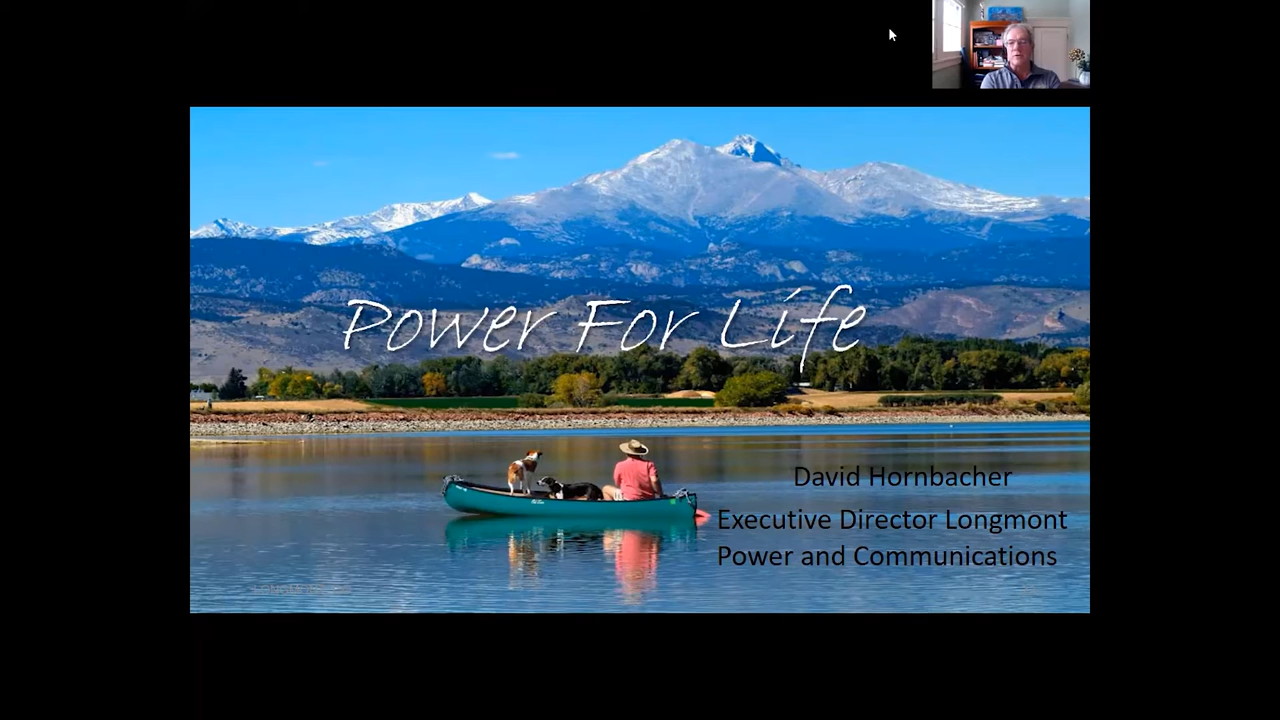 Power For Life
David Hornbacher
Executive Director Longmont
Power and Communications